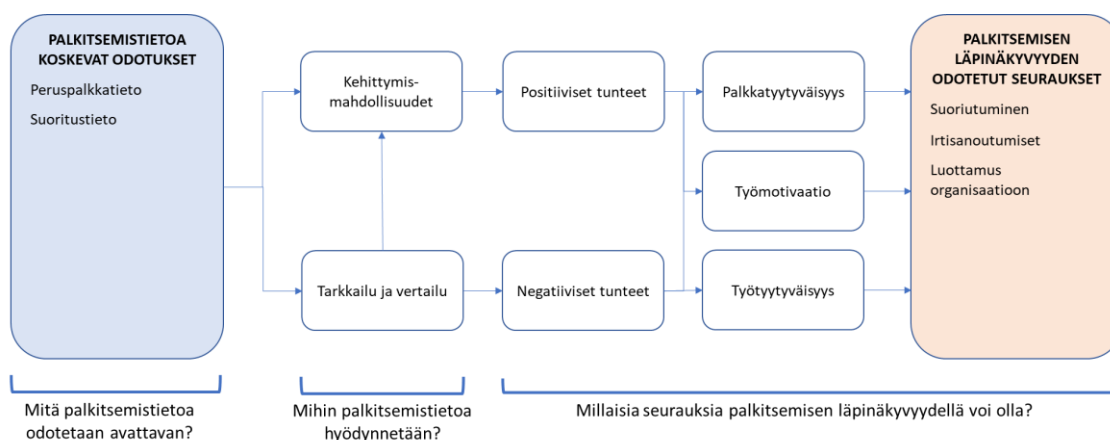 PALKITSEMISTIETOA
KOSKEVAT ODOTUKSET
Peruspalkkatieto
Suoritustieto
Kehittymis-
mahdollisuudet
Tarkkailu ja vertailu
Positiiviset tunteet
Negatiiviset tunteet
Palkkatyytyväisyys
Työmotivaatio
Työtyytyväisyys
PALKITSEMISEN
LÄPINÄKYVYYDEN
ODOTETUT SEURAUKSET
Suoriutuminen
Irtisanoutumiset
Luottamus
organisaatioon
Mitä palkitsemistietoa
odotetaan avattavan?
Mihin palkitsemistietoa
hyödynnetään?
Millaisia seurauksia palkitsemisen läpinäkyvyydellä voi olla?